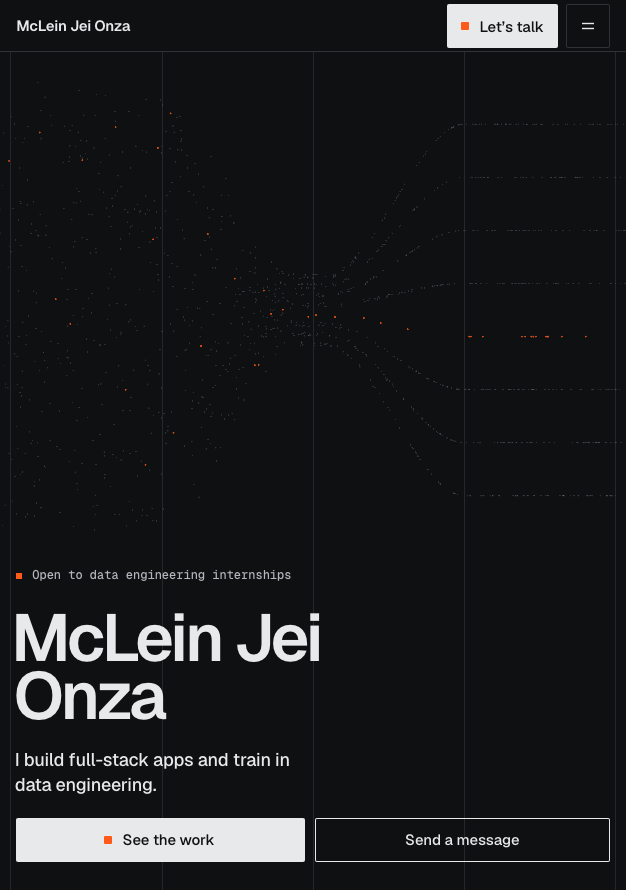 McLein Jei Onza
Let's talk
Open to data engineering internships
McLein Jei
Onza
I build full-stack apps and train in
data engineering.
See the work
Send a message